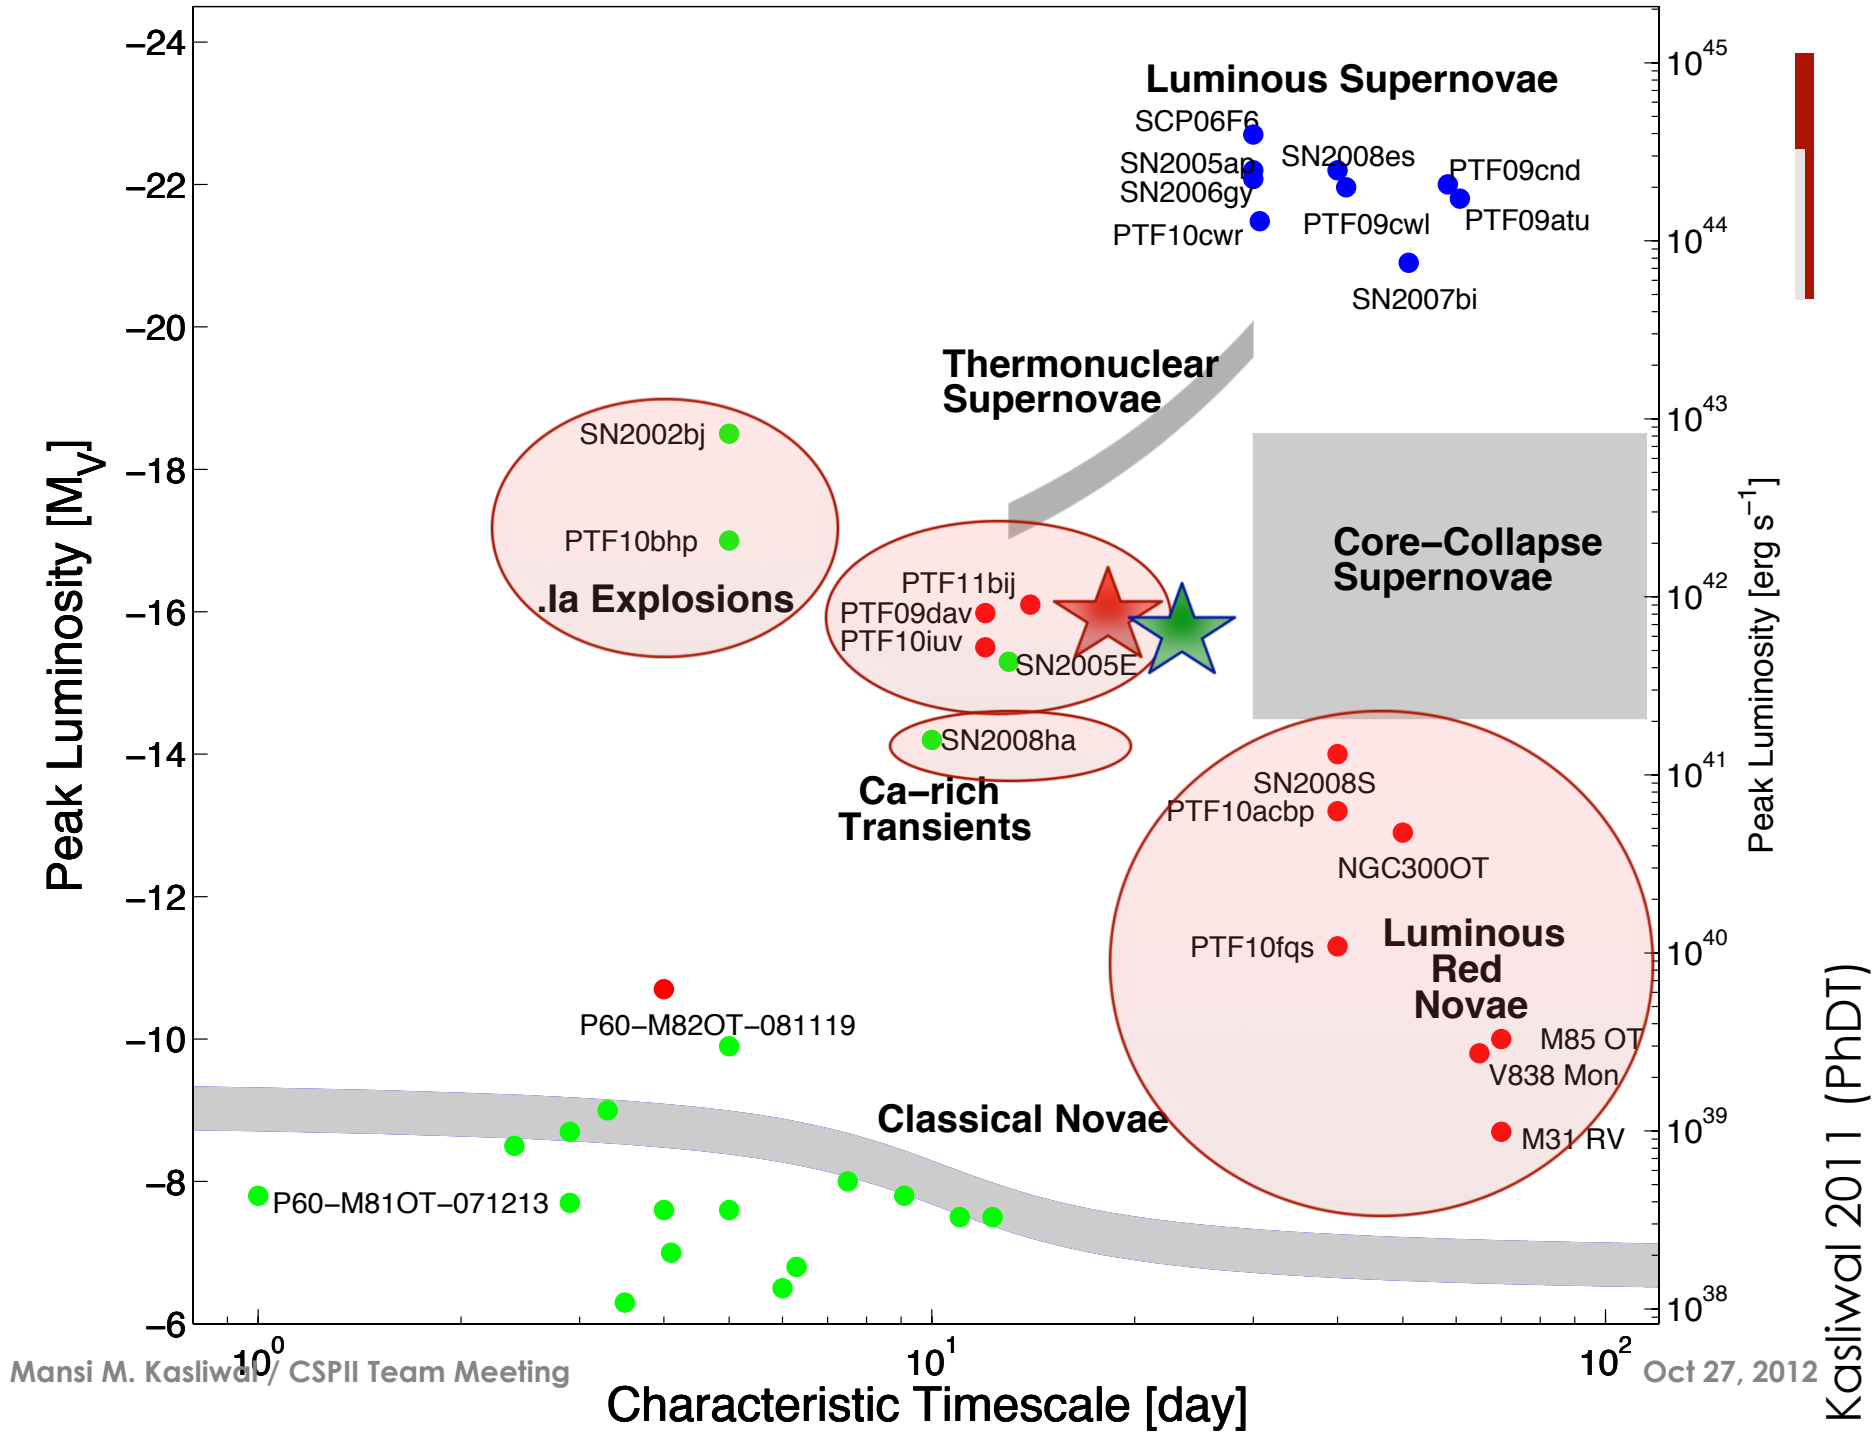 −24
−22
−20
−18
−16
−14
−12
−10
−8
−6
Peak Luminosity [M_V]
10^45
10^44
10^43
10^42
10^41
10^40
10^39
10^38
Peak Luminosity [erg s^−1]
Luminous Supernovae
SCP06F6
SN2005ap
SN2006gy
PTF10cwr
SN2008es
PTF09cwl
PTF09cnd
PTF09atu
SN2007bi
Thermonuclear
Supernovae
SN2002bj
PTF10bhp
.Ia Explosions
PTF11bij
PTF09dav
PTF10iuv
SN2005E
Core−Collapse
Supernovae
SN2008ha
Ca−rich
Transients
SN2008S
PTF10acbp
NGC300OT
PTF10fqs
Luminous
Red
Novae
M85 OT
V838 Mon
M31 RV
P60−M82OT−081119
Classical Novae
P60−M81OT−071213
10^0
10^1
10^2
Characteristic Timescale [day]
Mansi M. Kasliwal / CSPII Team Meeting
Oct 27, 2012
Kasliwal 2011 (PhDT)